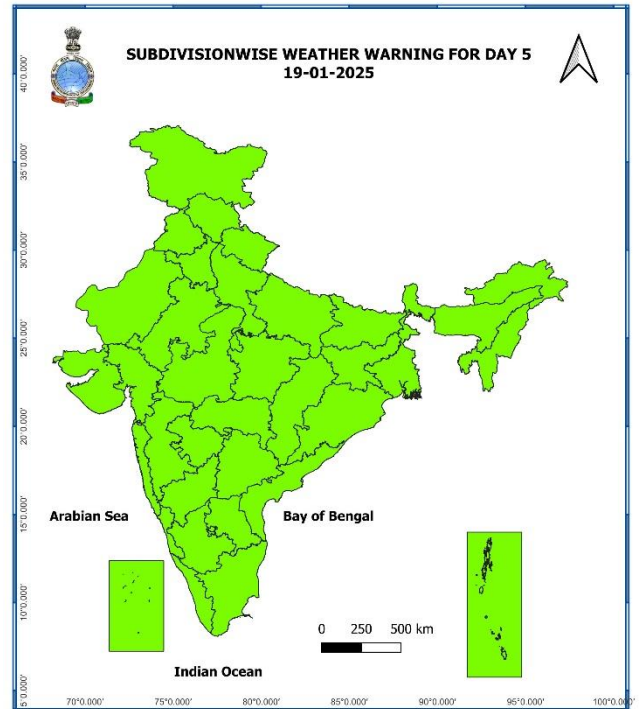 SUBDIVISIONWISE WEATHER WARNING FOR DAY 5
19-01-2025
40°0.000'
35°0.000'
30°0.000'
25°0.000'
20°0.000'
15°0.000'
10°0.000'
5°0.000'
Arabian Sea
Bay of Bengal
0 250 500 km
Indian Ocean
70°0.000' 75°0.000' 80°0.000' 85°0.000' 90°0.000' 95°0.000' 100°0.000'